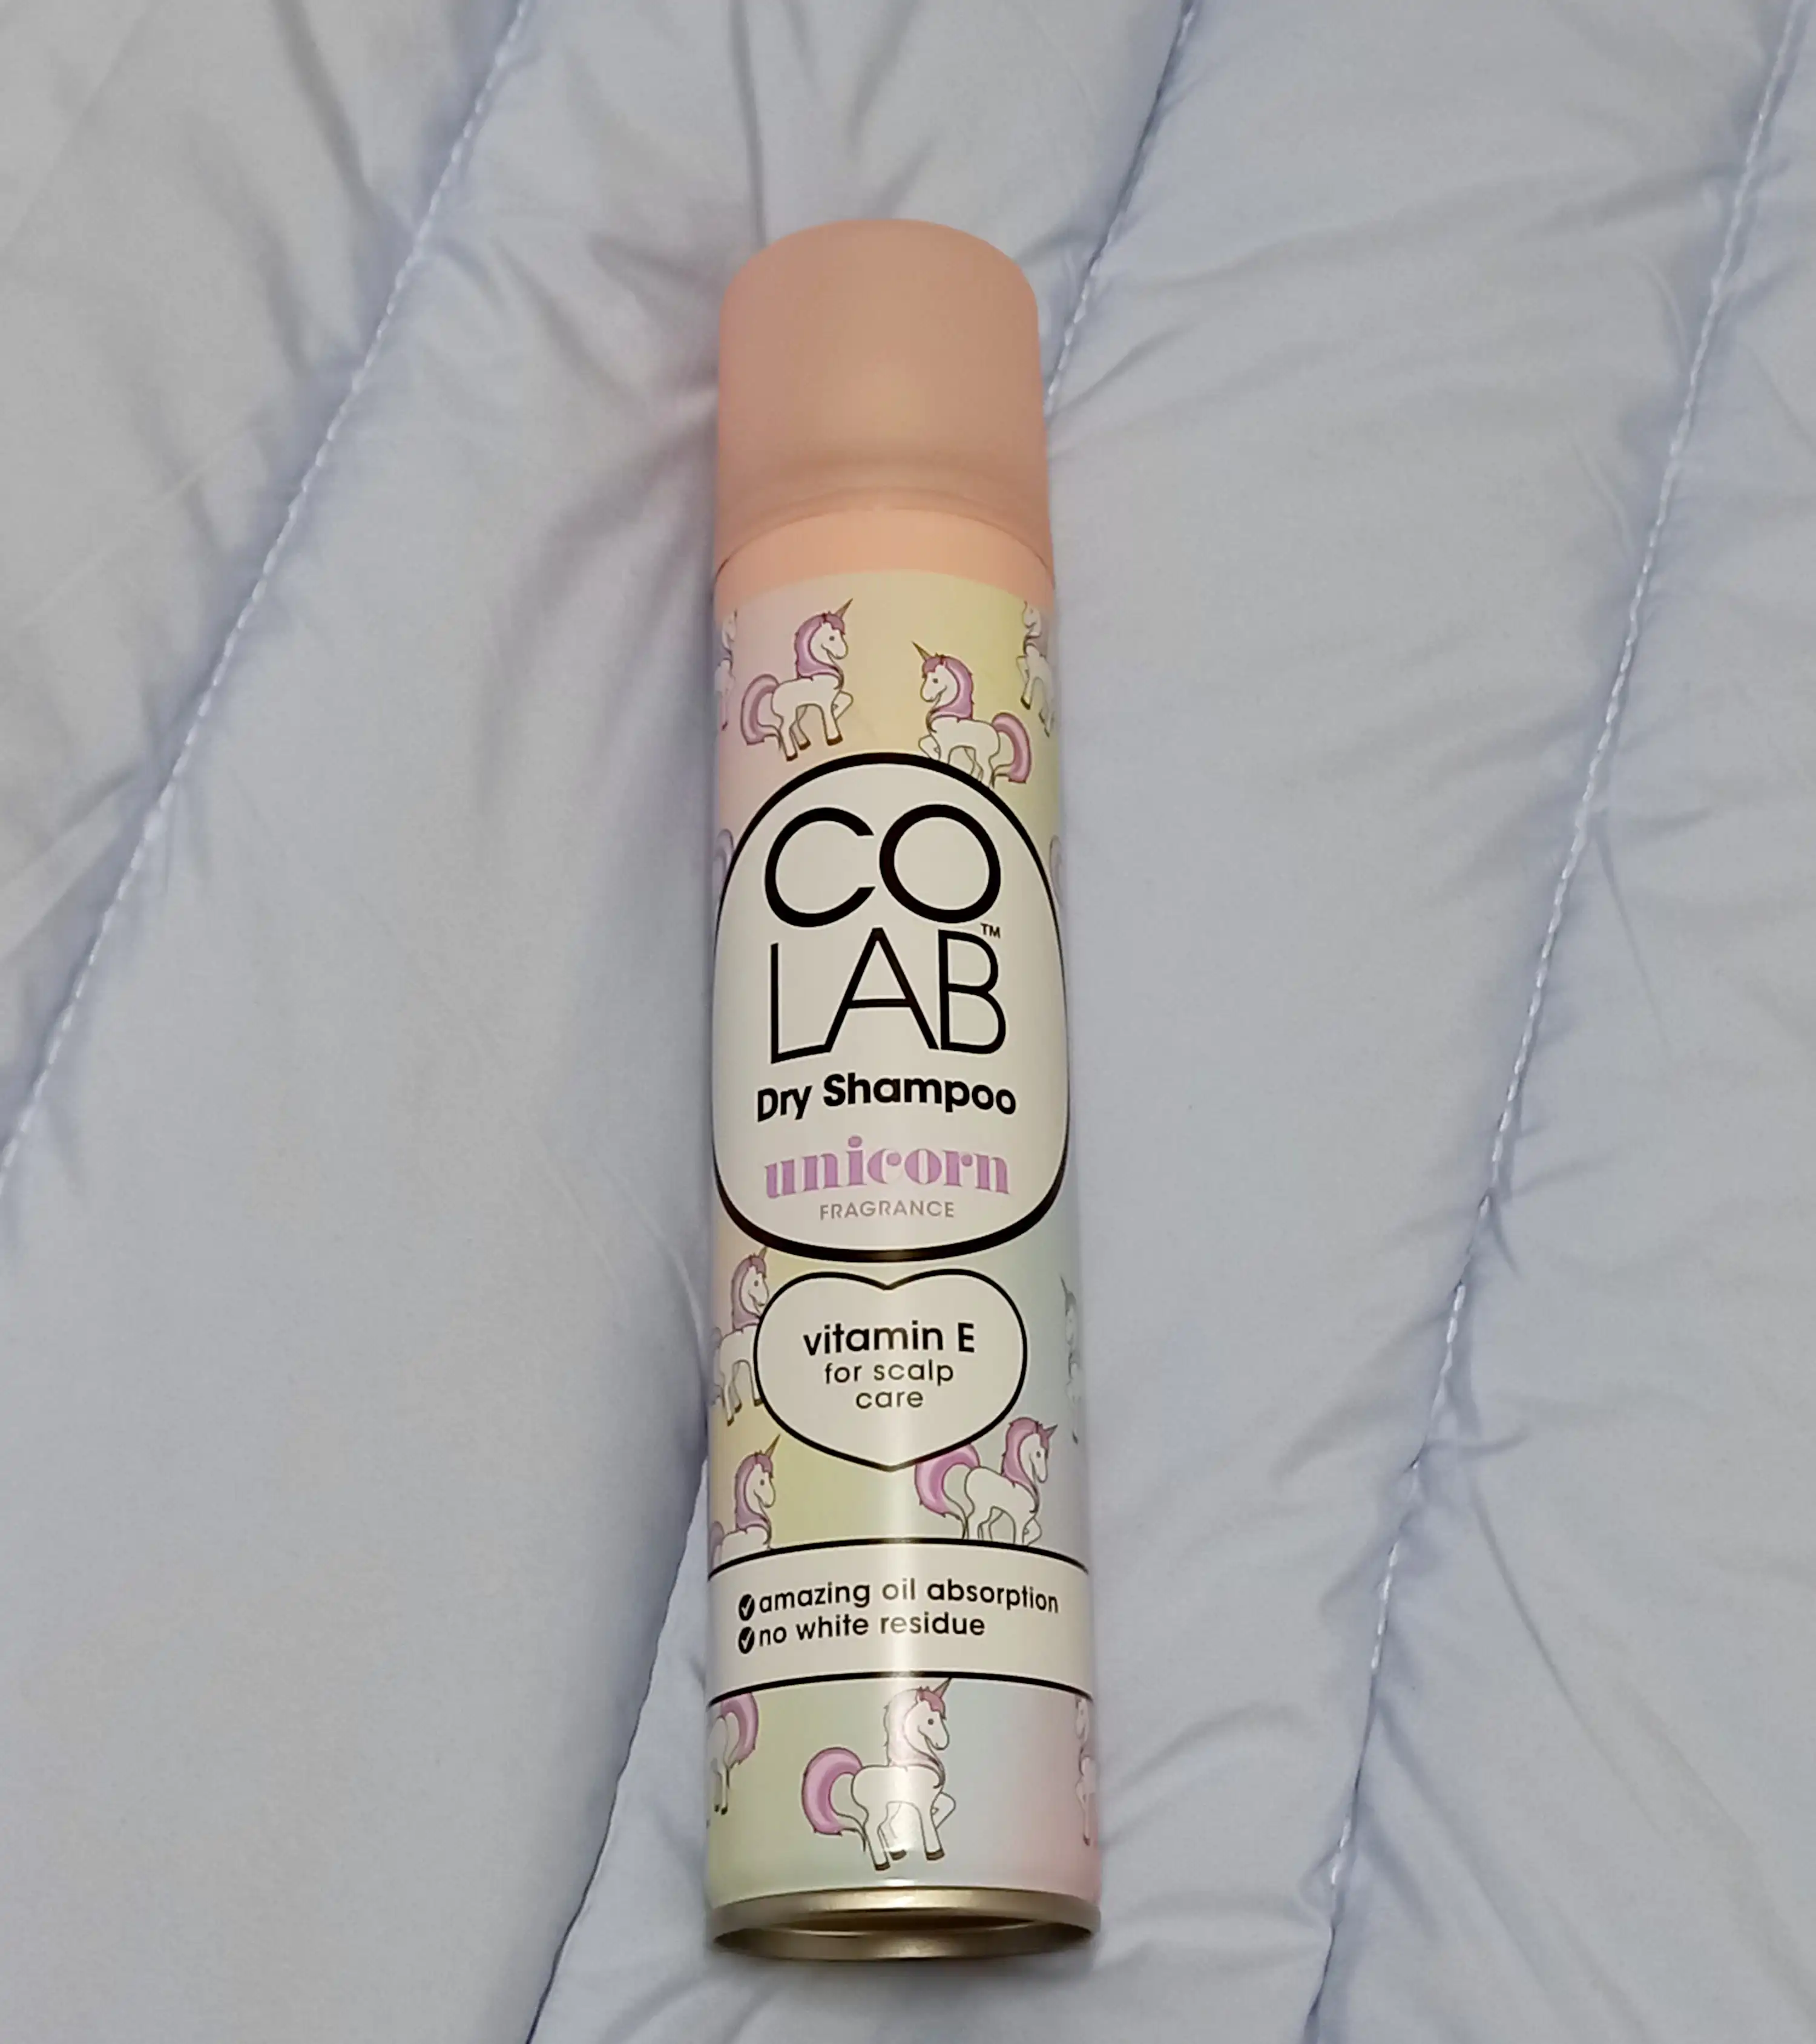 CO
LAB™
Dry Shampoo
unicorn
FRAGRANCE
vitamin E
for scalp
care
amazing oil absorption
no white residue